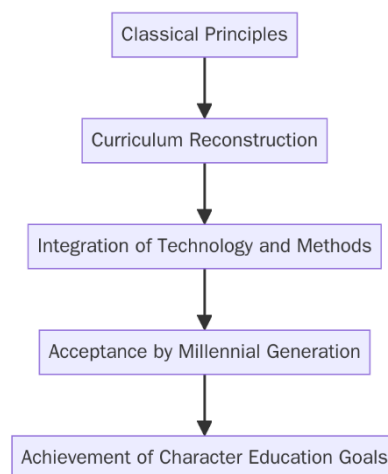 Classical Principles
Curriculum Reconstruction
Integration of Technology and Methods
Acceptance by Millennial Generation
Achievement of Character Education Goals